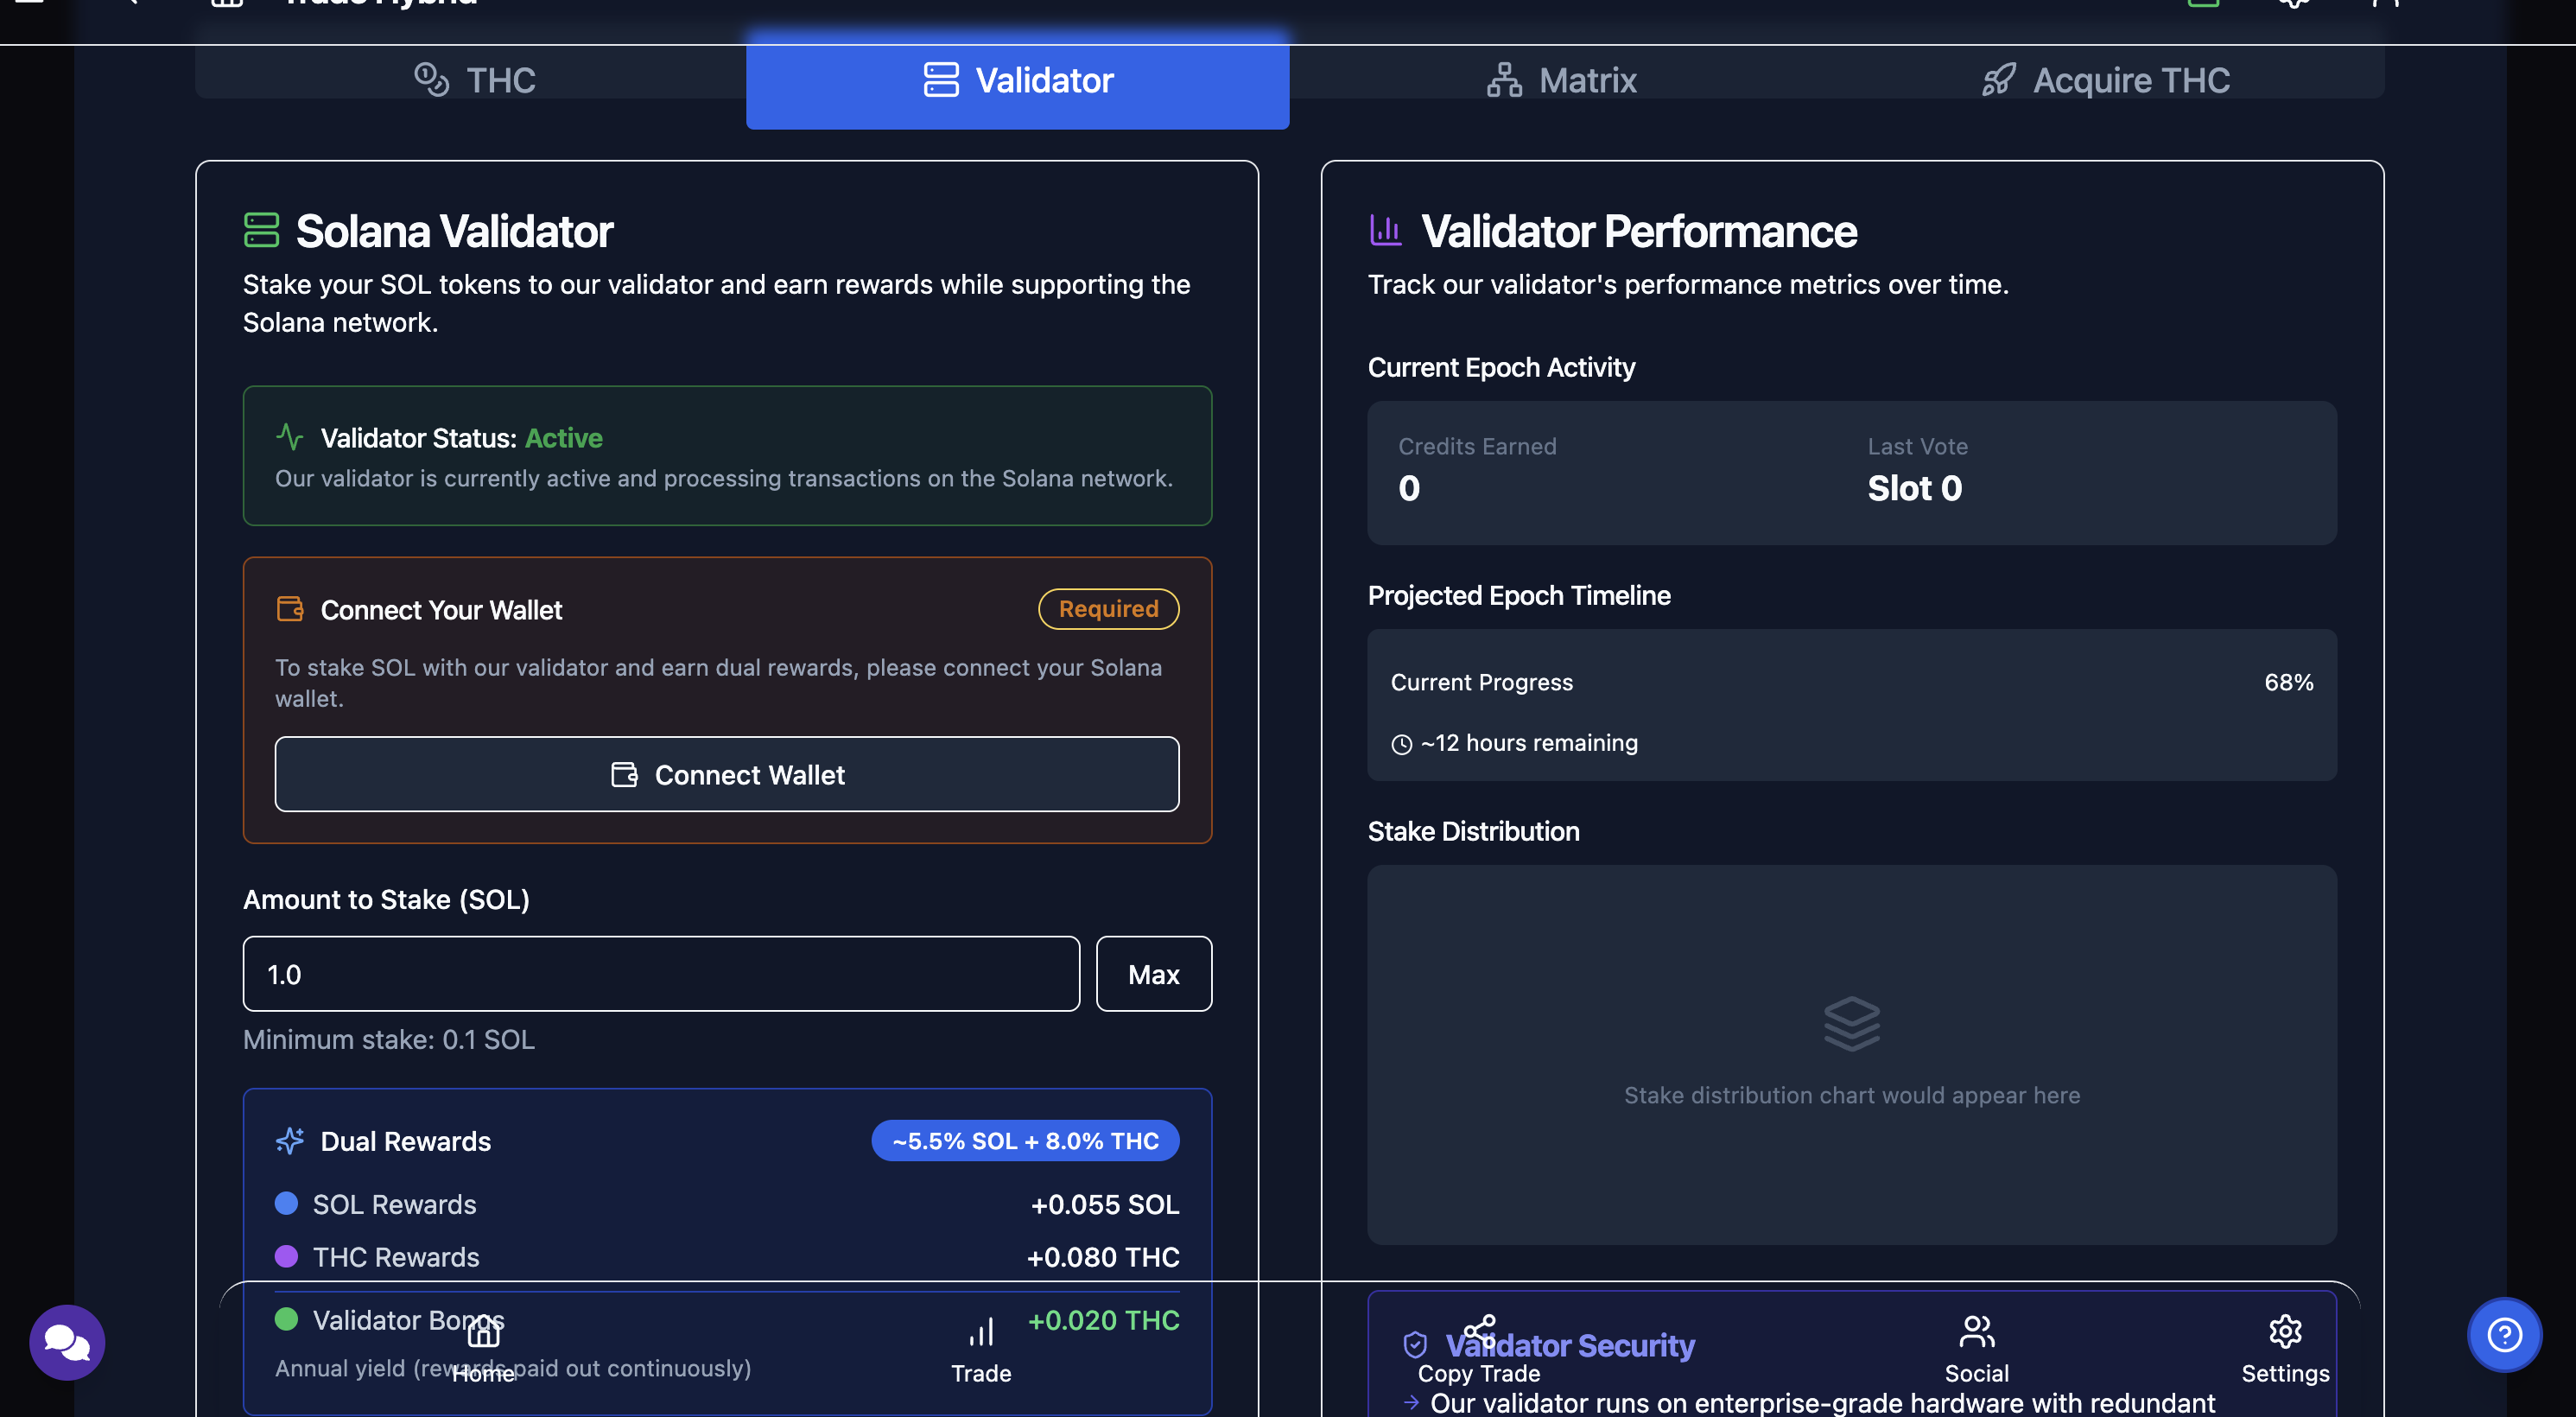 Trade Hybrid
THC
Validator
Matrix
Acquire THC
Solana Validator
Stake your SOL tokens to our validator and earn rewards while supporting the
Solana network.
Validator Status: Active
Our validator is currently active and processing transactions on the Solana network.
Connect Your Wallet
Required
To stake SOL with our validator and earn dual rewards, please connect your Solana
wallet.
Connect Wallet
Amount to Stake (SOL)
1.0
Max
Minimum stake: 0.1 SOL
Dual Rewards
~5.5% SOL + 8.0% THC
SOL Rewards
+0.055 SOL
THC Rewards
+0.080 THC
Validator Bonus
+0.020 THC
Annual yield (rewards paid out continuously)
Validator Performance
Track our validator's performance metrics over time.
Current Epoch Activity
Credits Earned
Last Vote
0
Slot 0
Projected Epoch Timeline
Current Progress
68%
~12 hours remaining
Stake Distribution
Stake distribution chart would appear here
Validator Security
Our validator runs on enterprise-grade hardware with redundant
Home
Trade
Copy Trade
Social
Settings